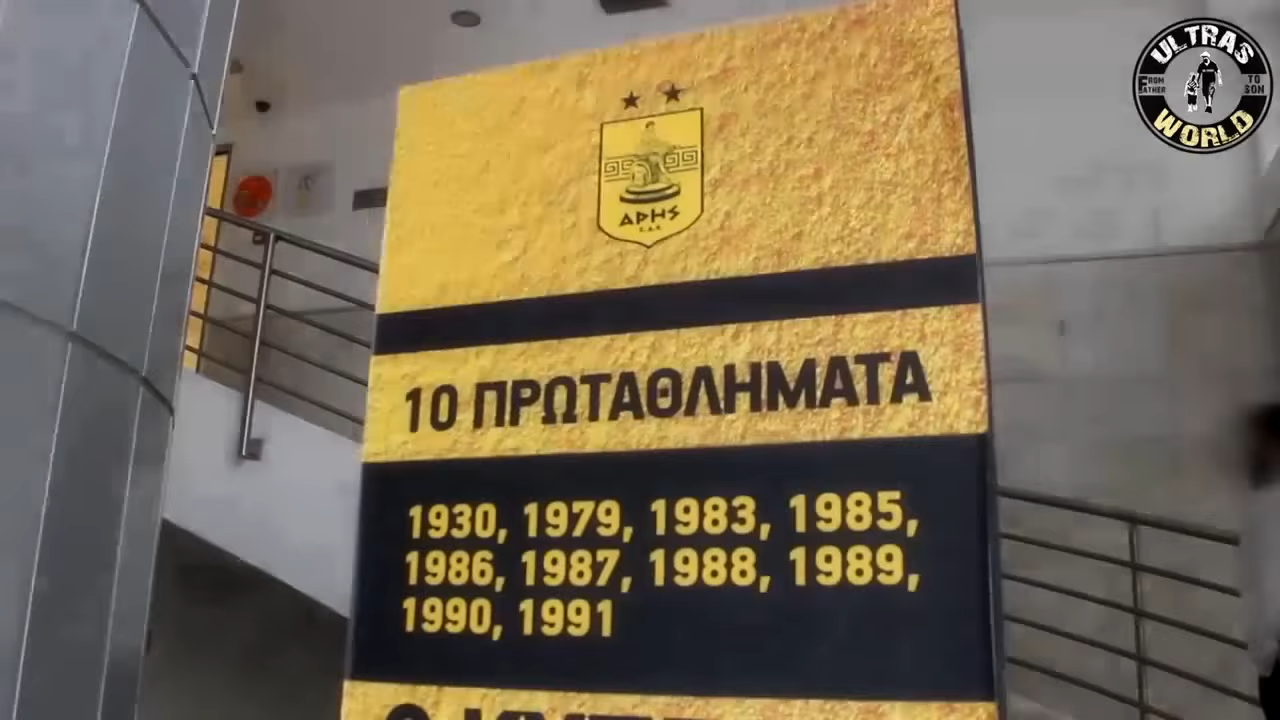 ΑΡΗΣ
10 ΠΡΩΤΑΘΛΗΜΑΤΑ
1930, 1979, 1983, 1985,
1986, 1987, 1988, 1989,
1990, 1991
ULTRAS
FROM FATHER TO SON
WORLD